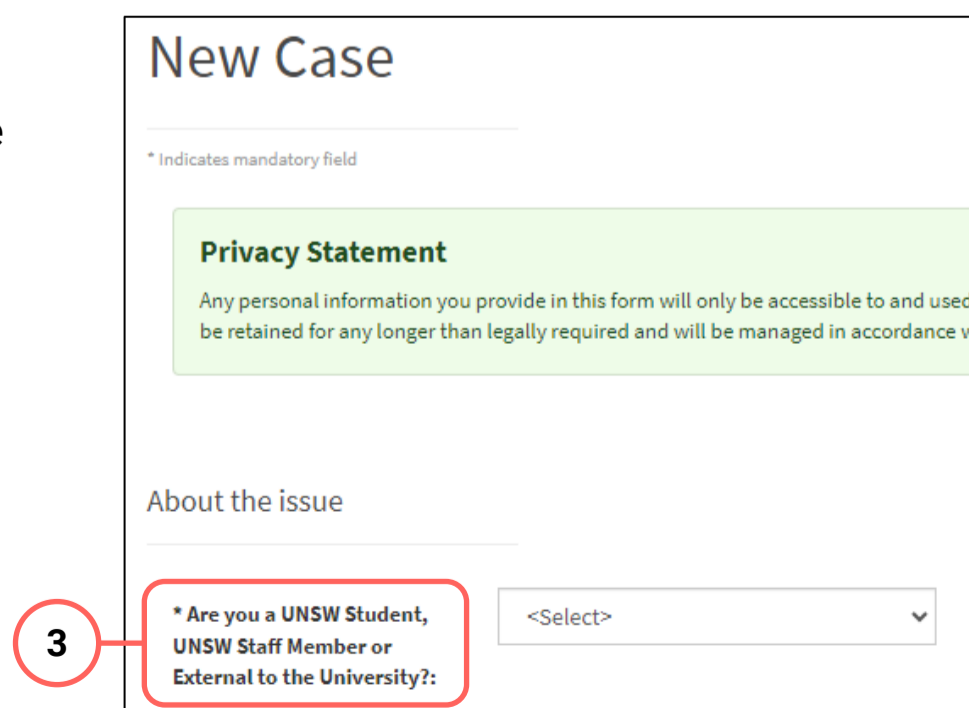 New Case
e
* Indicates mandatory field
Privacy Statement
Any personal information you provide in this form will only be accessible to and used
be retained for any longer than legally required and will be managed in accordance
About the issue
* Are you a UNSW Student,
UNSW Staff Member or
External to the University?:
<Select>
3